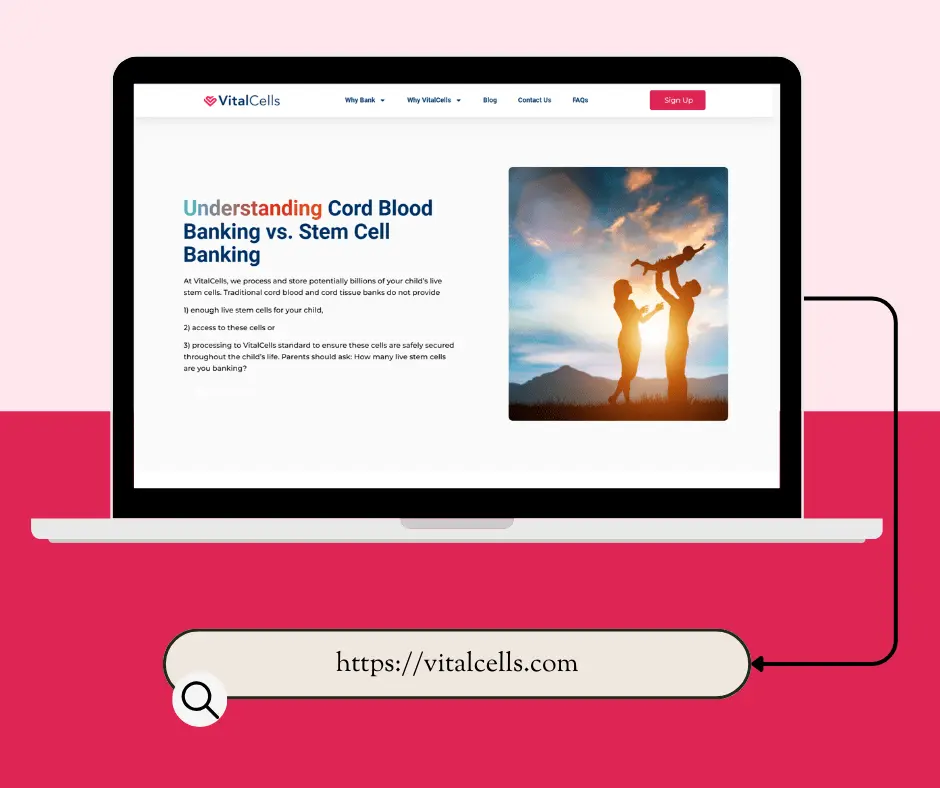 VitalCells
Why Bank
Why VitalCells
Blog
Contact Us
FAQs
Sign Up
Understanding Cord Blood
Banking vs. Stem Cell
Banking
At VitalCells, we process and store potentially billions of your child's live
stem cells. Traditional cord blood and cord tissue banks do not provide
1) enough live stem cells for your child,
2) access to these cells or
3) processing to VitalCells standard to ensure these cells are safely secured
throughout the child's life. Parents should ask: How many live stem cells
are you banking?
https://vitalcells.com